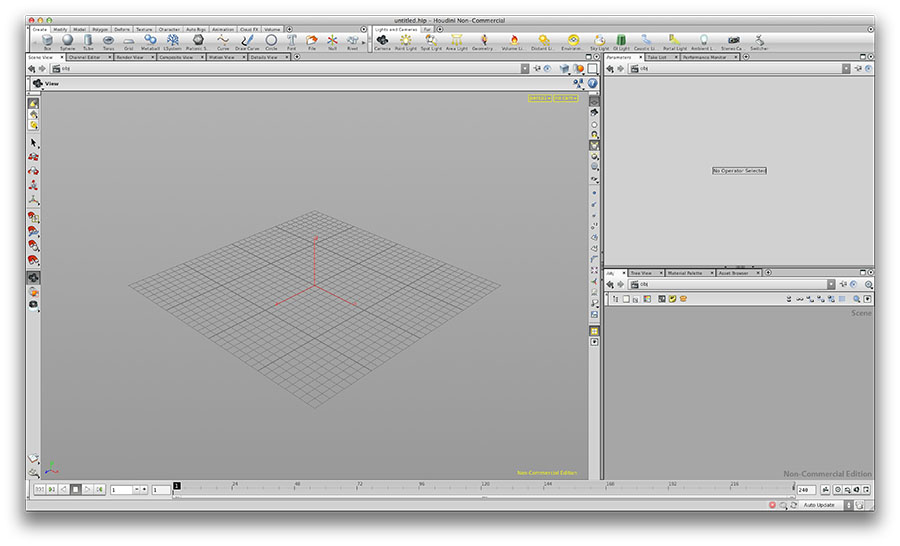 untitled.hip – Houdini Non-Commercial
Create Modify Model Polygon Deform Texture Character Auto Rigs Animation Cloud FX Volume
Lights and Cameras
Box Sphere Tube Torus Grid Metaball LSystem Platonic S... Curve Draw Curve Circle Font File Null Rivet
Camera Point Light Spot Light Area Light Geometry... Volume Li... Distant Li... Environm... Sky Light GI Light Caustic Li... Portal Light Ambient L... Stereo Ca... Switcher
Scene View Channel Editor Render View Composite View Motion View Details View
Parameters Take List Performance Monitor
obj
obj
View
No Operator Selected
/obj Tree View Material Palette Asset Browser
obj
Scene
Non-Commercial Edition
Non-Commercial Edition
1 1 1 24 48 72 96 120 144 168 192 216 240
Auto Update